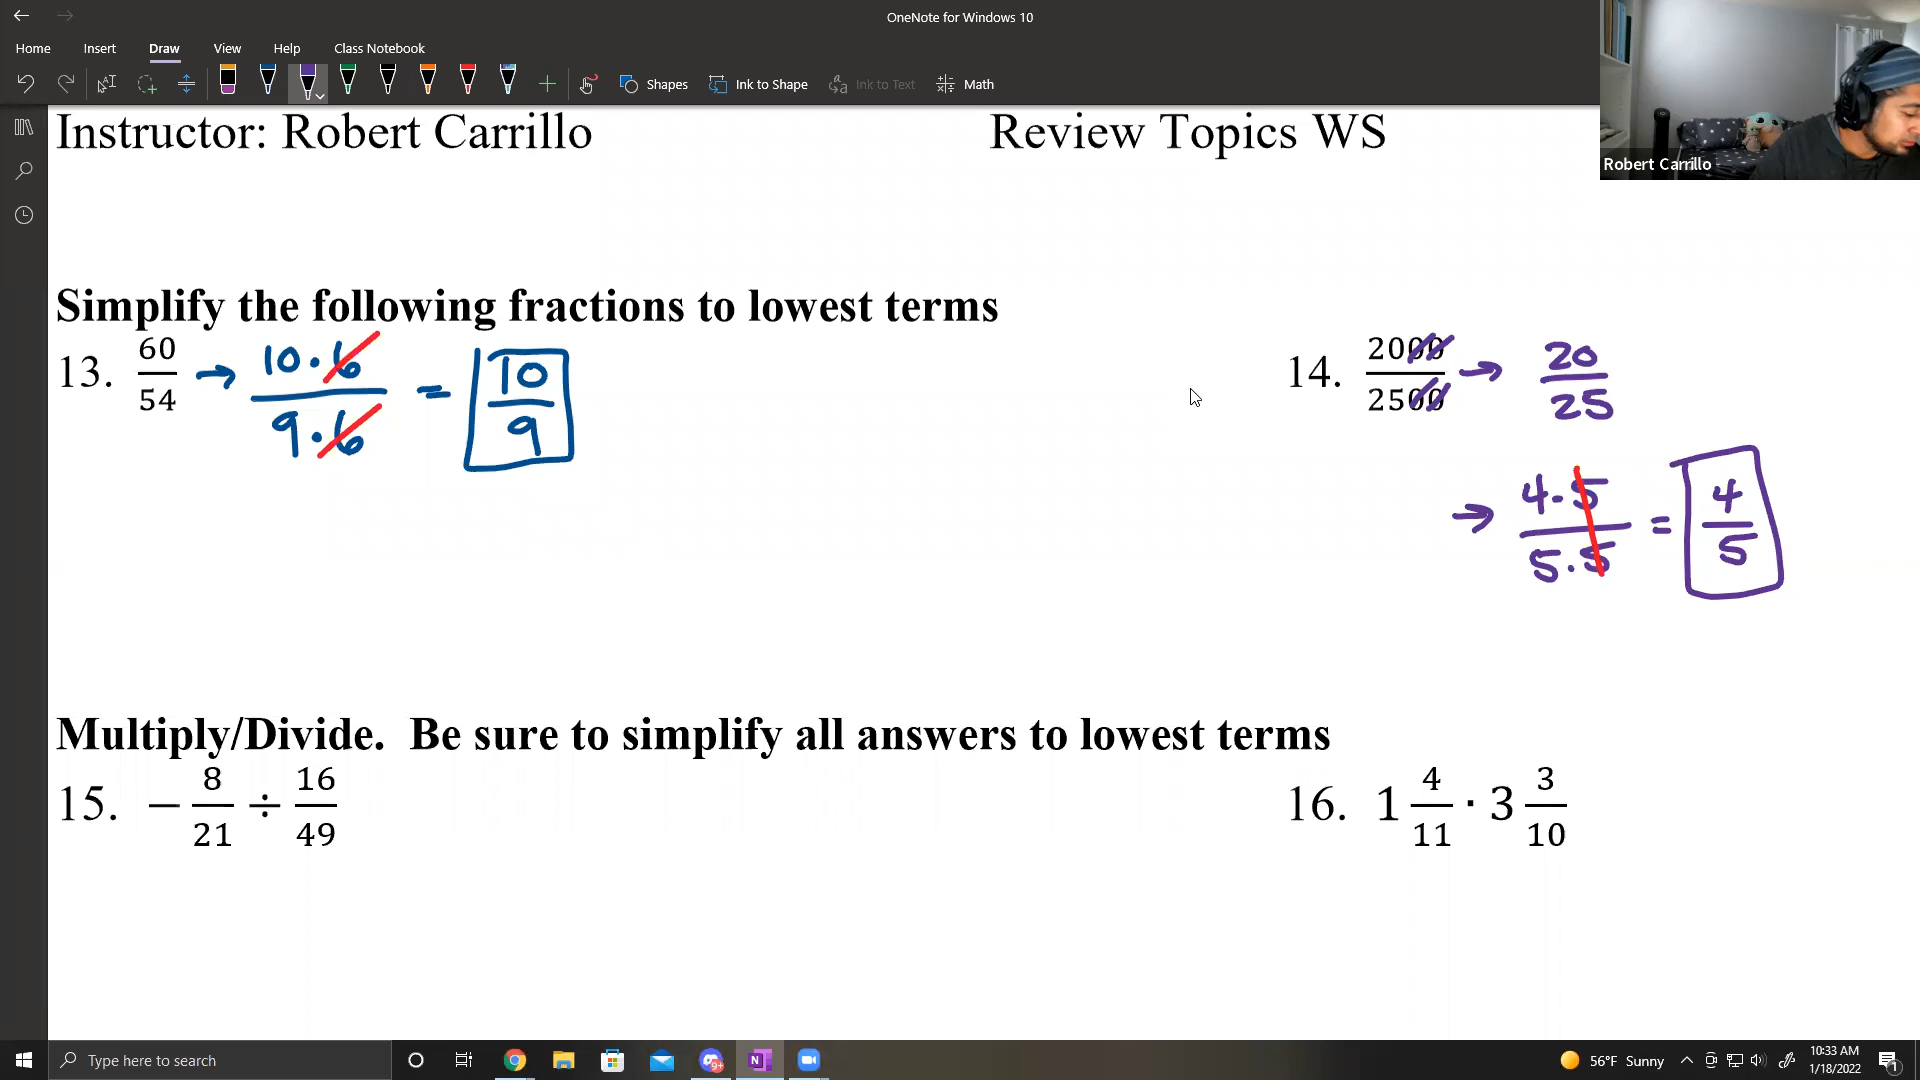 OneNote for Windows 10
Home Insert Draw View Help Class Notebook
Shapes Ink to Shape Ink to Text Math
Robert Carrillo
Instructor: Robert Carrillo Review Topics WS
Simplify the following fractions to lowest terms
13. 60/54 → 10·6/9·6 = 10/9
14. 2000/2500 → 20/25
→ 4·5/5·5 = 4/5
Multiply/Divide. Be sure to simplify all answers to lowest terms
15. − 8/21 ÷ 16/49
16. 1 4/11 · 3 3/10
Type here to search
56°F Sunny
10:33 AM
1/18/2022